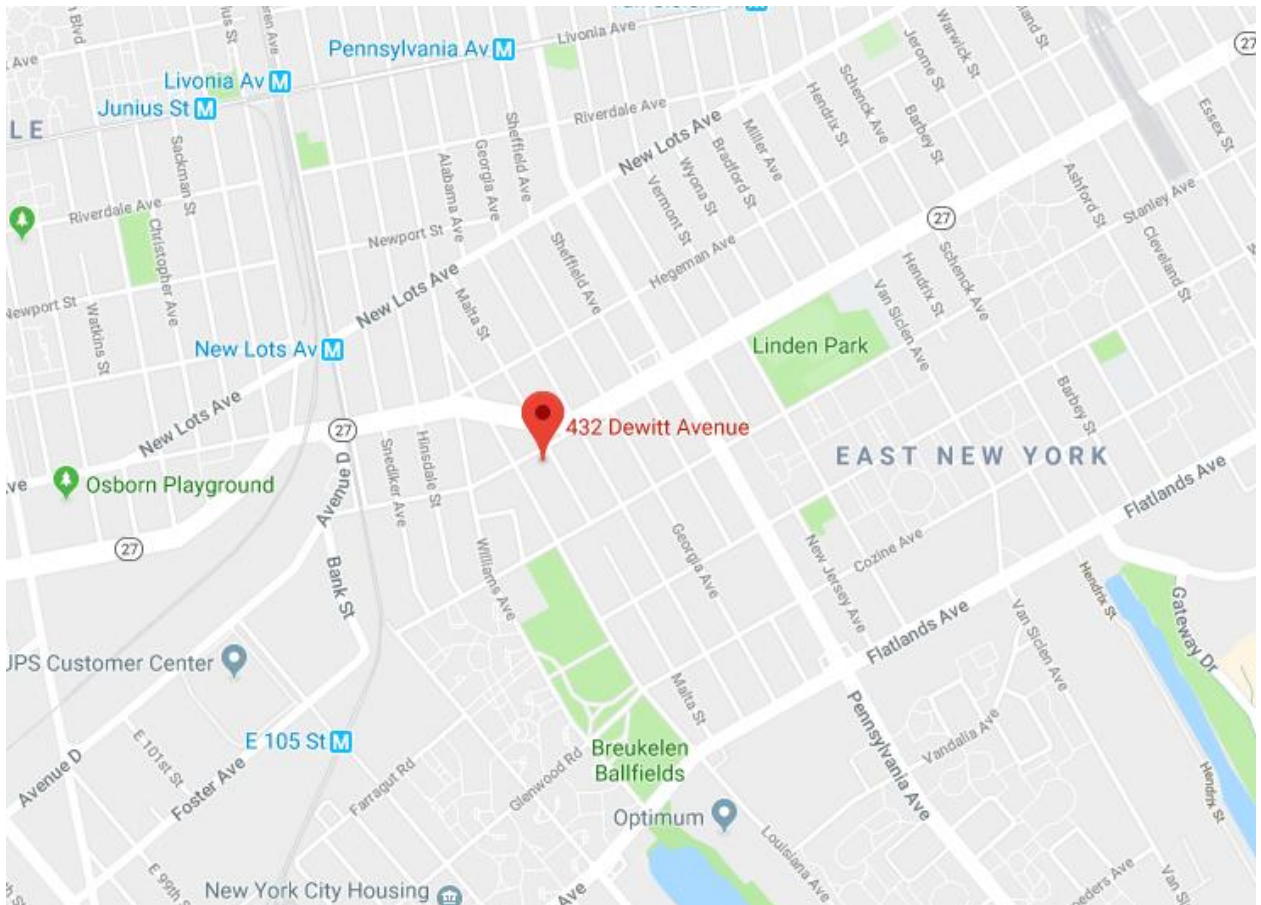 Blvd
Livonia Ave
Jerome St
Warwick St
27
Pennsylvania Av M
Livonia Av M
Junius St M
Schenck Ave
Hendrix St
Barbey St
Essex St
Riverdale Ave
New Lots Ave
Miller Ave
Bradford St
Wyona St
Vermont St
Sheffield Ave
Georgia Ave
Alabama Ave
Sackman St
Ashford St
Stanley Ave
Riverdale Ave
Christopher Ave
Newport St
New Lots Ave
Sheffield Ave
Hegeman Ave
27
Schenck Ave
Hendrix St
Van Siclen Ave
Cleveland St
Newport St
Watkins St
Malta St
New Lots Av M
Linden Park
New Lots Ave
27
432 Dewitt Avenue
Barbey St
EAST NEW YORK
Hinsdale St
Snediker Ave
Avenue D
Osborn Playground
27
Flatlands Ave
Georgia Ave
New Jersey Ave
Cozine Ave
Williams Ave
Bank St
Hendrix St
Gateway Dr
Van Siclen Ave
Flatlands Ave
JPS Customer Center
Malta St
Pennsylvania Ave
Vandalia Ave
E 105 St M
Breukelen
Ballfields
Glenwood Rd
Farragut Rd
Foster Ave
E 101st St
Avenue D
Hendrix St
Optimum
Louisiana Ave
E 99th St
New York City Housing
Ave
Van S